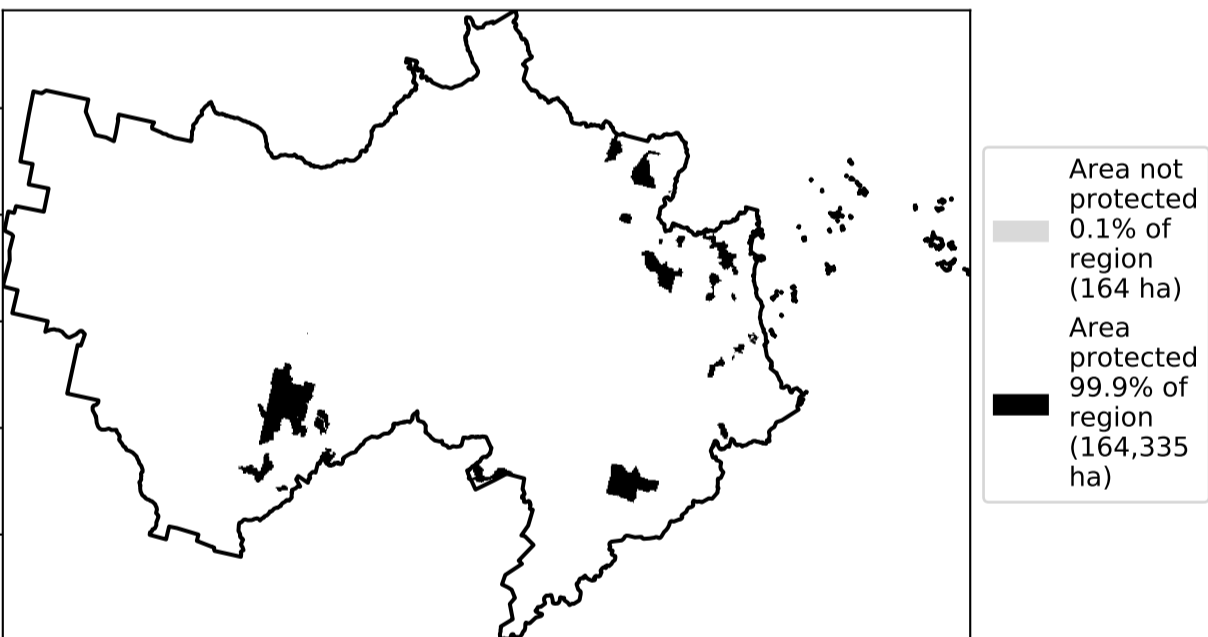 Area not
protected
0.1% of
region
(164 ha)
Area
protected
99.9% of
region
(164,335
ha)